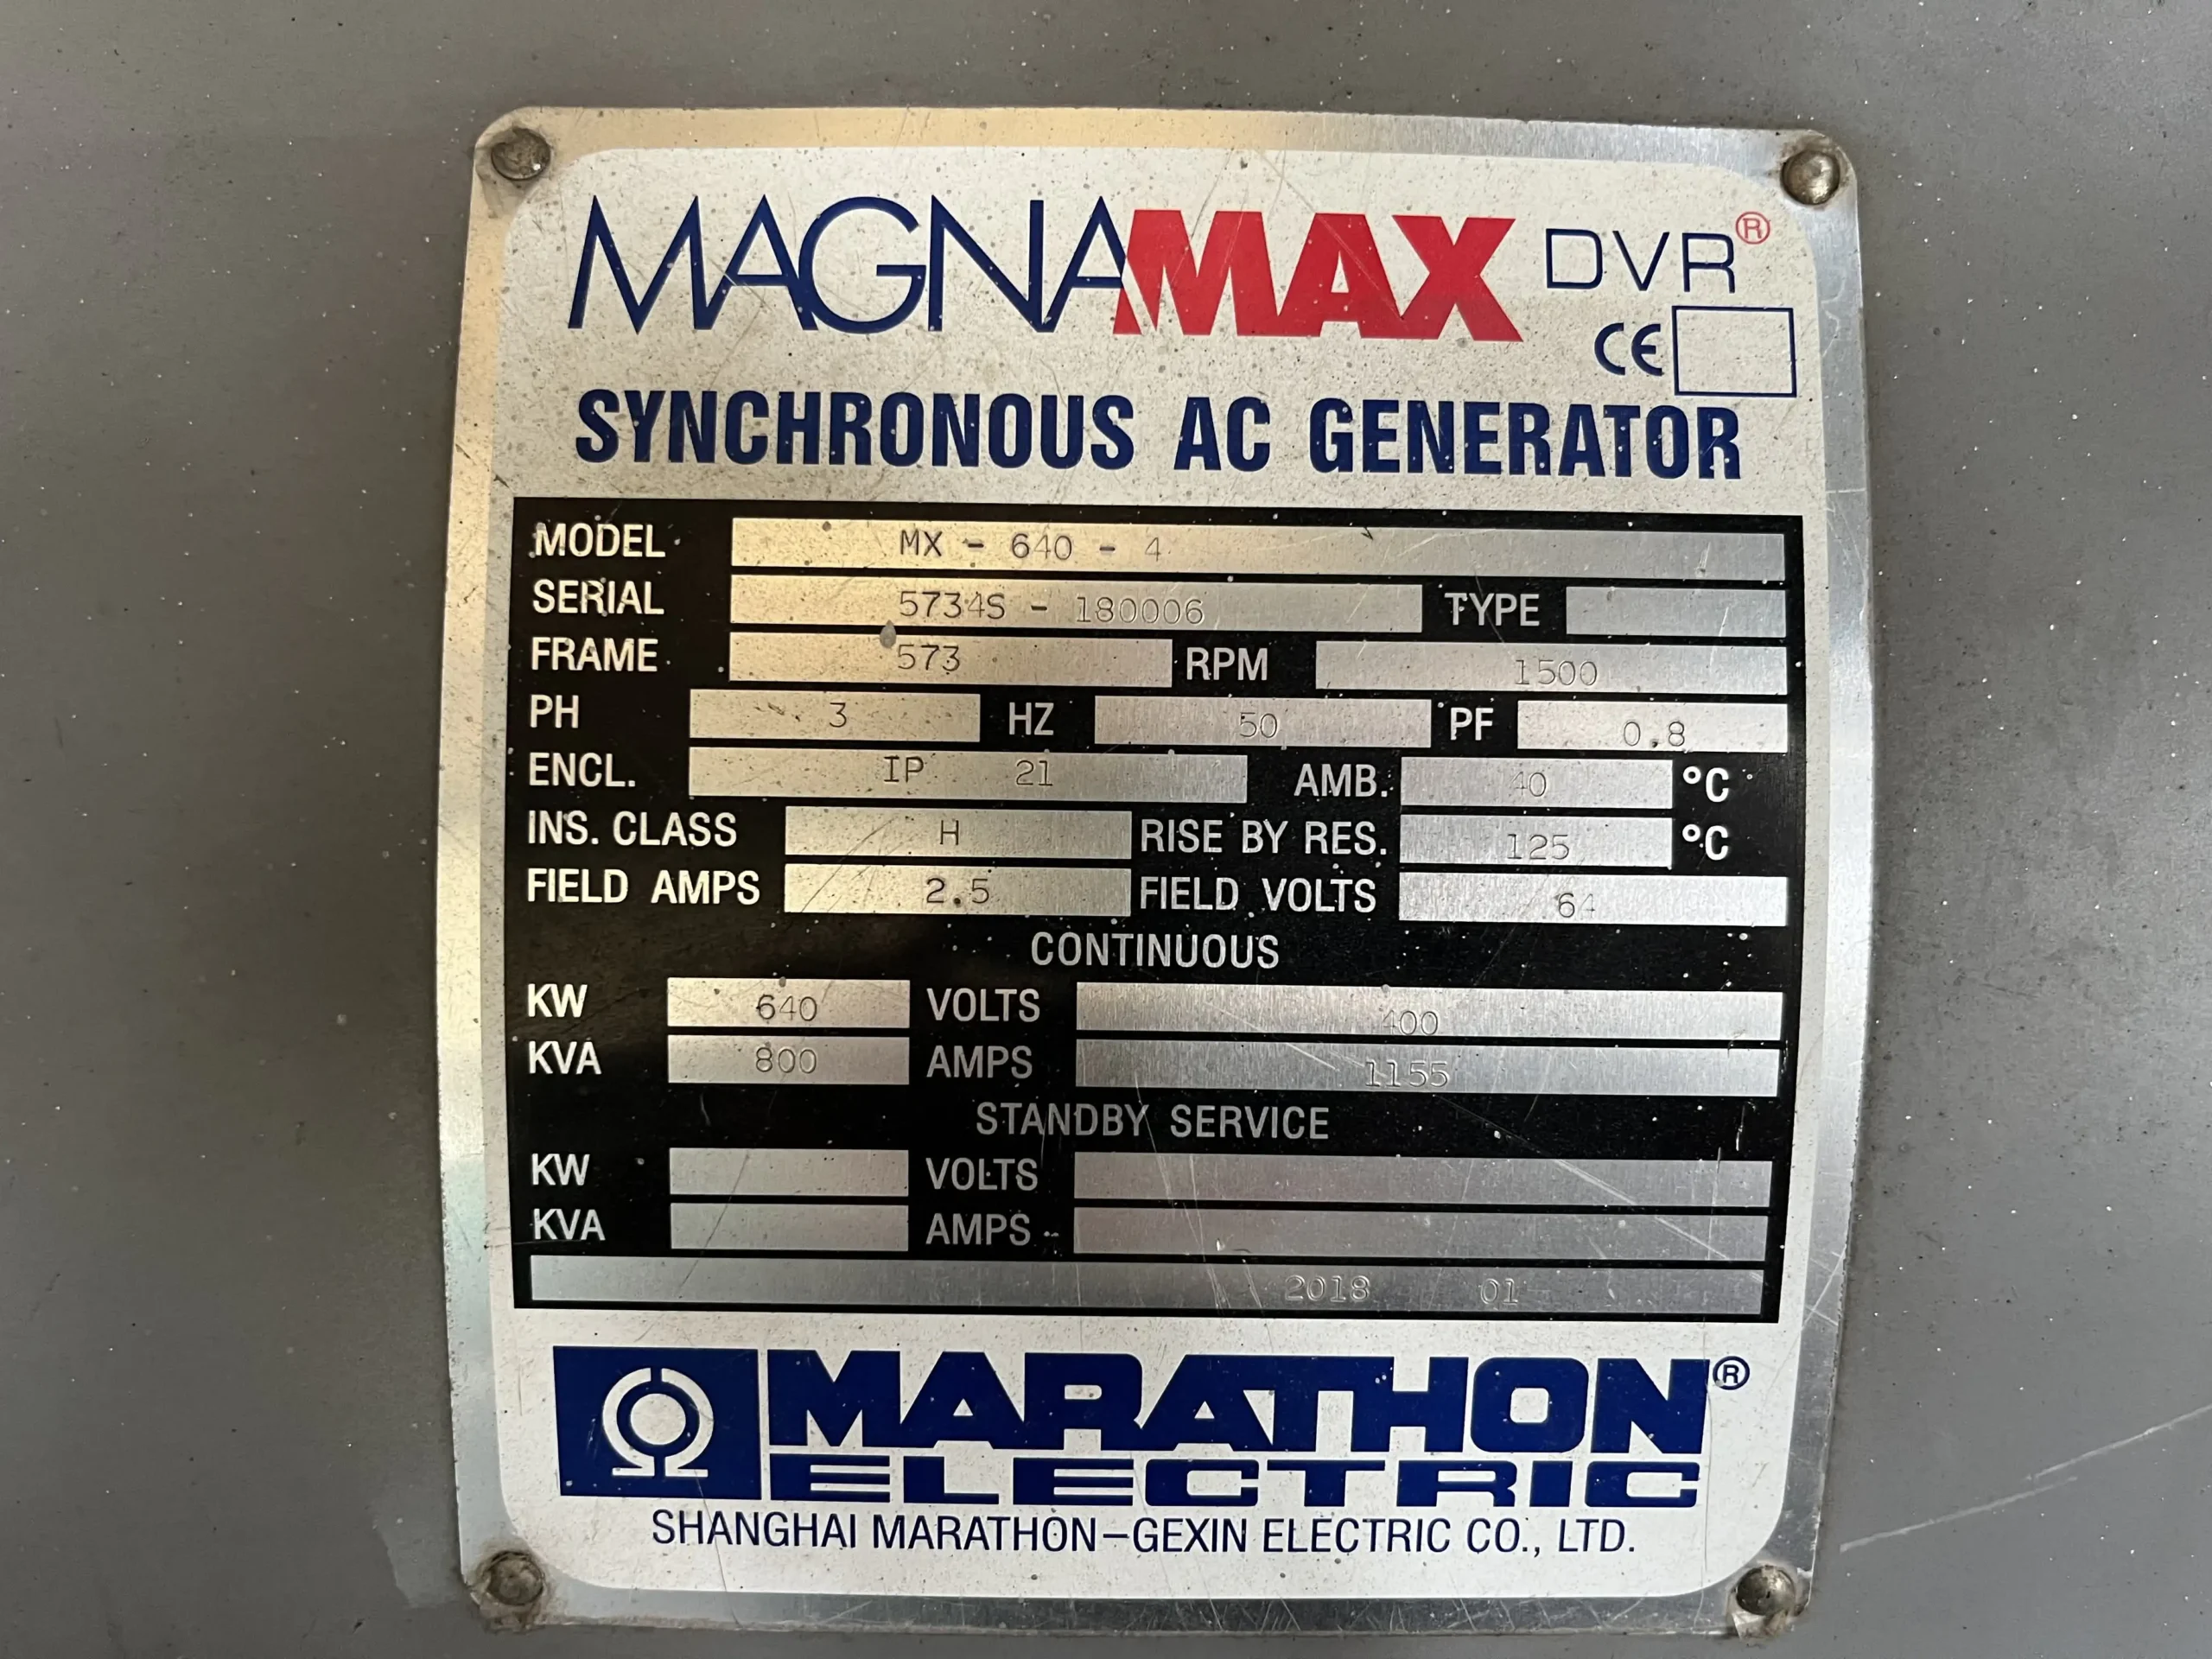 MAGNAMAX DVR®
CE
SYNCHRONOUS AC GENERATOR
MODEL MX - 640 - 4
SERIAL 5734S - 180006 TYPE
FRAME 573 RPM 1500
PH 3 HZ 50 PF 0.8
ENCL. IP 21 AMB. 40 °C
INS. CLASS H RISE BY RES. 125 °C
FIELD AMPS 2.5 FIELD VOLTS 64
CONTINUOUS
KW 640 VOLTS 400
KVA 800 AMPS 1155
STANDBY SERVICE
KW VOLTS
KVA AMPS
2018 01
MARATHON®
ELECTRIC
SHANGHAI MARATHON-GEXIN ELECTRIC CO., LTD.